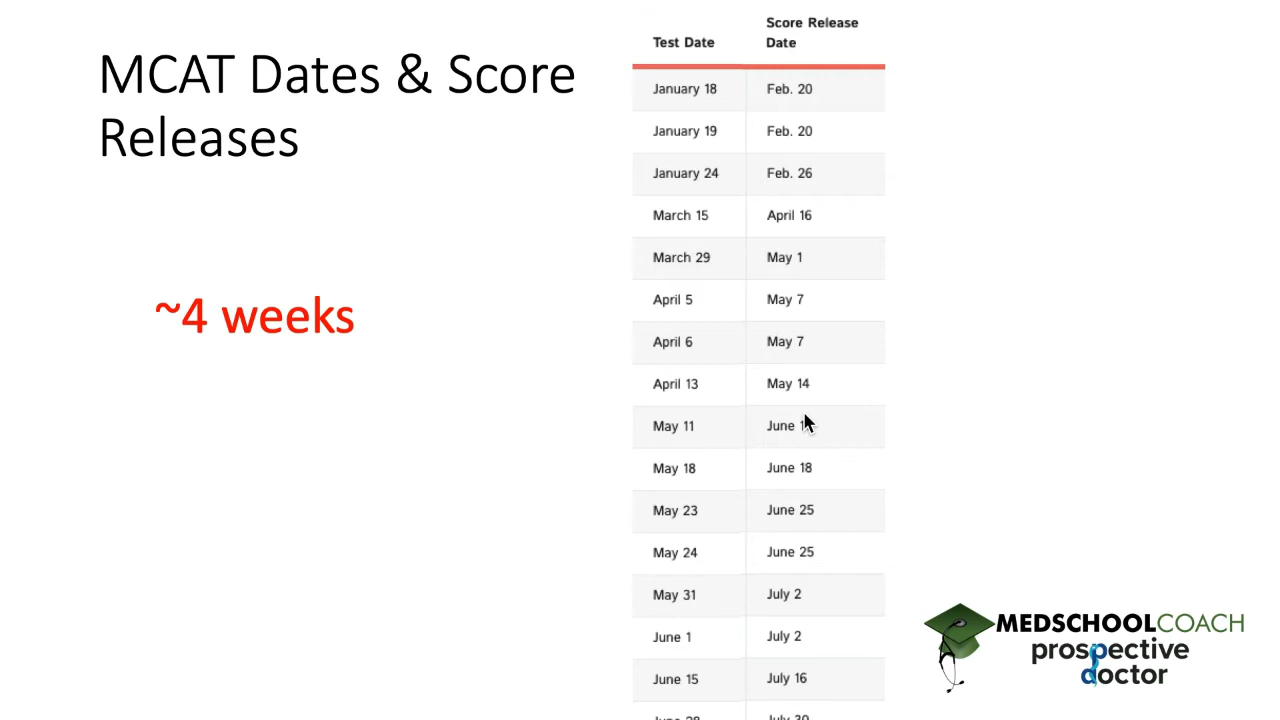 MCAT Dates & Score
Releases
~4 weeks
Test Date Score Release Date
January 18 Feb. 20
January 19 Feb. 20
January 24 Feb. 26
March 15 April 16
March 29 May 1
April 5 May 7
April 6 May 7
April 13 May 14
May 11 June
May 18 June 18
May 23 June 25
May 24 June 25
May 31 July 2
June 1 July 2
June 15 July 16
MEDSCHOOLCOACH
prospective
doctor